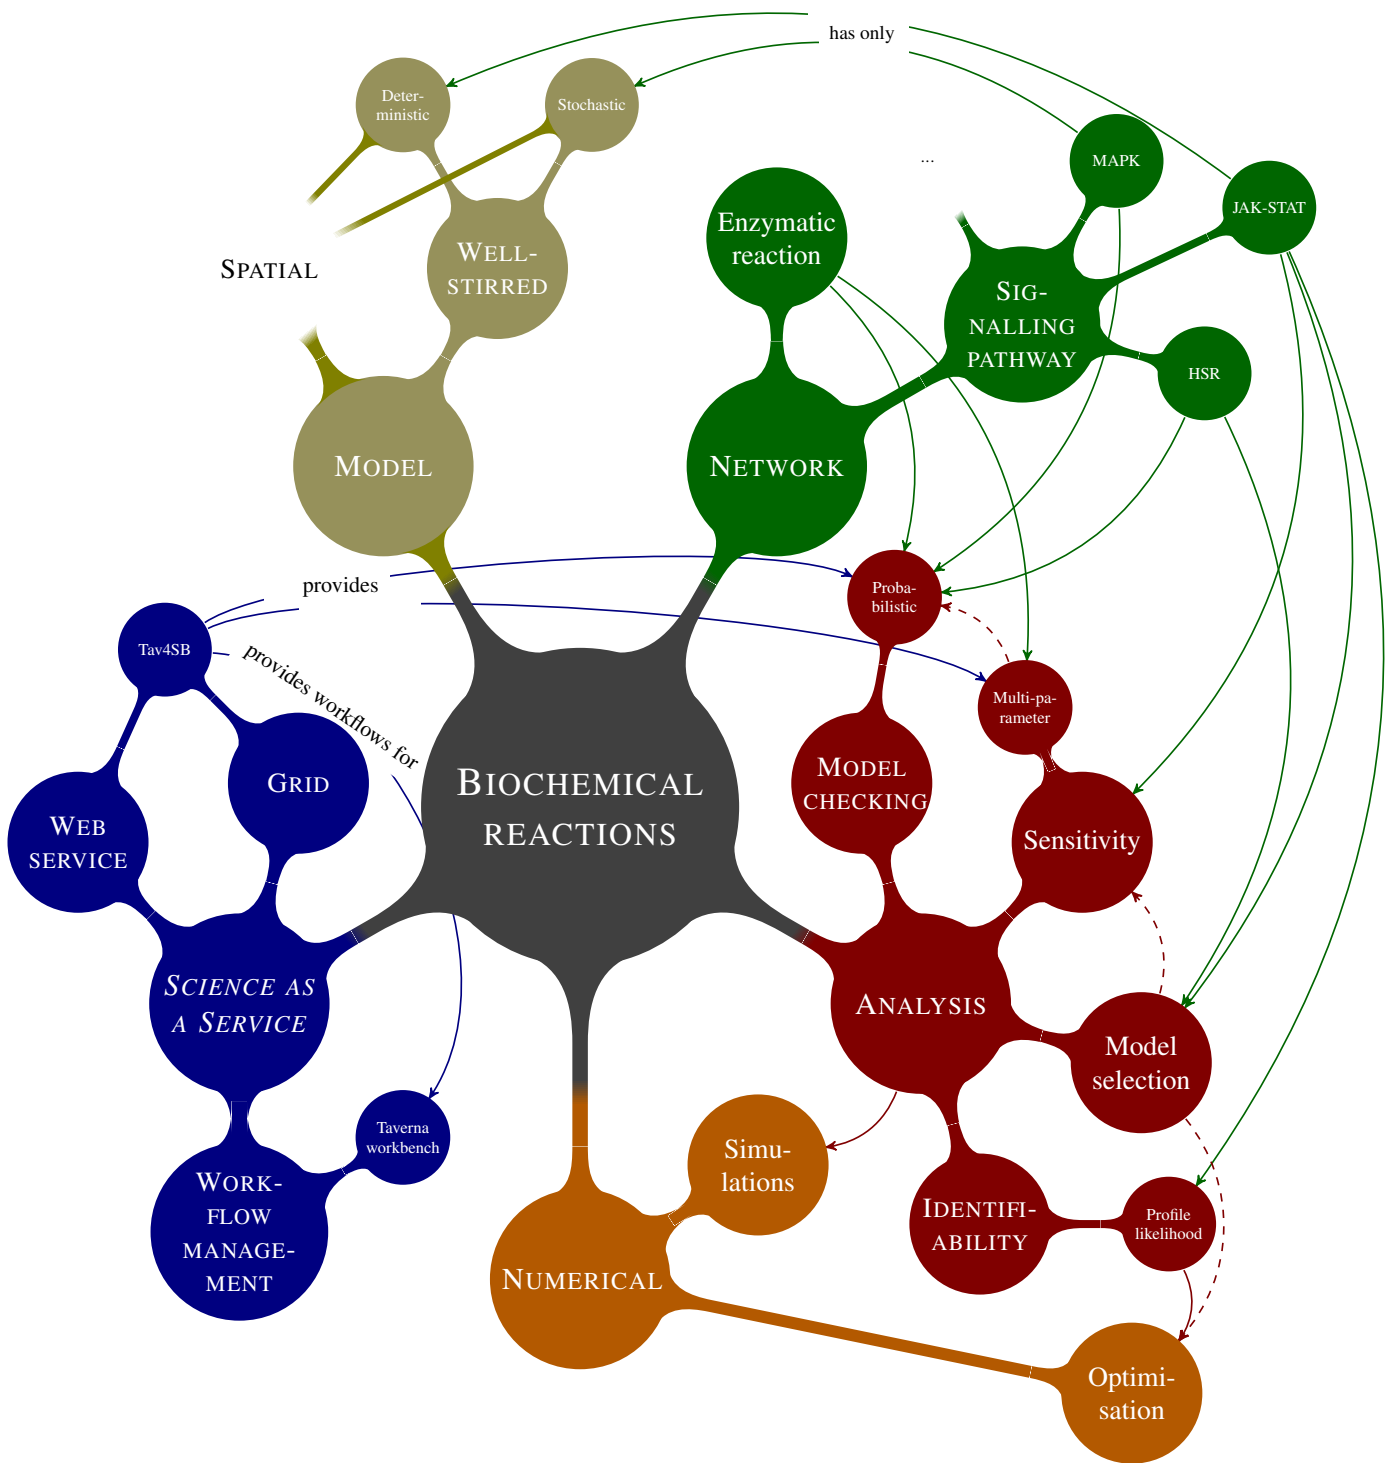 has only
Deter-
ministic
Stochastic
...
MAPK
JAK-STAT
Enzymatic
reaction
WELL-
STIRRED
SPATIAL
SIG-
NALLING
PATHWAY
HSR
MODEL
NETWORK
provides
Proba-
bilistic
Tav4SB
provides workflows for
Multi-pa-
rameter
GRID
BIOCHEMICAL
REACTIONS
MODEL
CHECKING
WEB
SERVICE
Sensitivity
SCIENCE AS
A SERVICE
ANALYSIS
Model
selection
Taverna
workbench
Simu-
lations
WORK-
FLOW
MANAGE-
MENT
IDENTIFI-
ABILITY
Profile
likelihood
NUMERICAL
Optimi-
sation